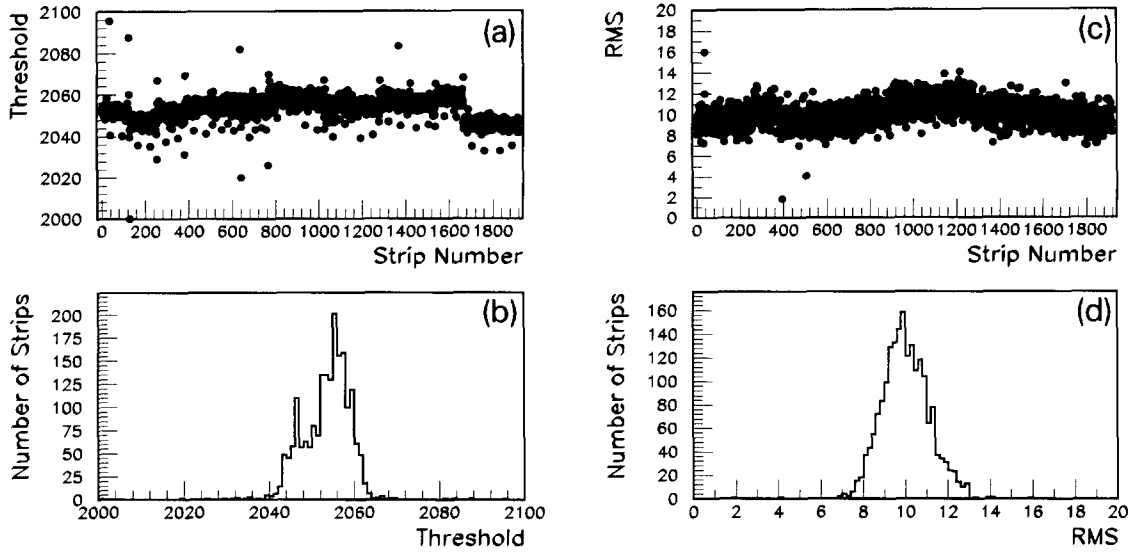 Threshold
2100
2080
2060
2040
2020
2000
(a)
0 200 400 600 800 1000 1200 1400 1600 1800
Strip Number
RMS
20
18
16
14
12
10
8
6
4
2
0
(c)
0 200 400 600 800 1000 1200 1400 1600 1800
Strip Number
Number of Strips
200
175
150
125
100
75
50
25
0
(b)
2000 2020 2040 2060 2080 2100
Threshold
Number of Strips
160
140
120
100
80
60
40
20
0
(d)
0 2 4 6 8 10 12 14 16 18 20
RMS